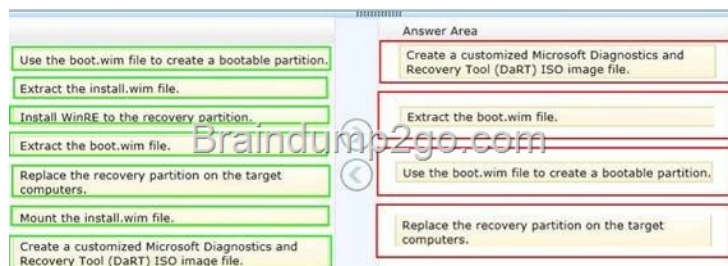 Use the boot.wim file to create a bootable partition.
Extract the install.wim file.
Install WinRE to the recovery partition.
Extract the boot.wim file.
Replace the recovery partition on the target
computers.
Mount the install.wim file.
Create a customized Microsoft Diagnostics and
Recovery Tool (DaRT) ISO image file.
Answer Area
Create a customized Microsoft Diagnostics and
Recovery Tool (DaRT) ISO image file.
Extract the boot.wim file.
Use the boot.wim file to create a bootable partition.
Replace the recovery partition on the target
computers.
Braindump2go.com